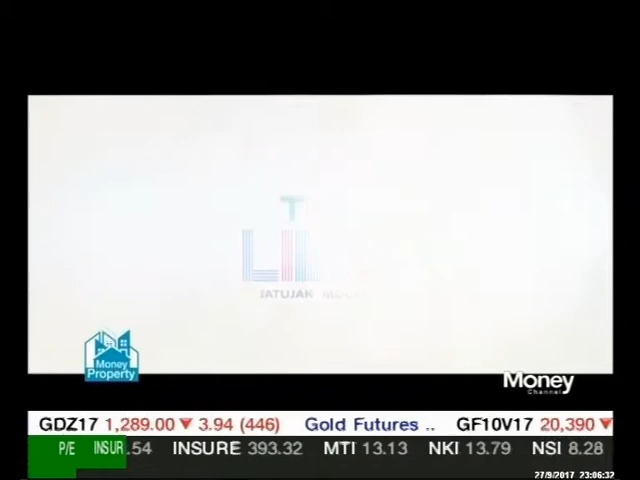 T
LI
JATUJAK
Money
Property
Money
Channel
GDZ17 1,289.00 ▼ 3.94 (446) Gold Futures .. GF10V17 20,390 ▼
P/E INSUR .54 INSURE 393.32 MTI 13.13 NKI 13.79 NSI 8.28
27/9/2017 23:06:32